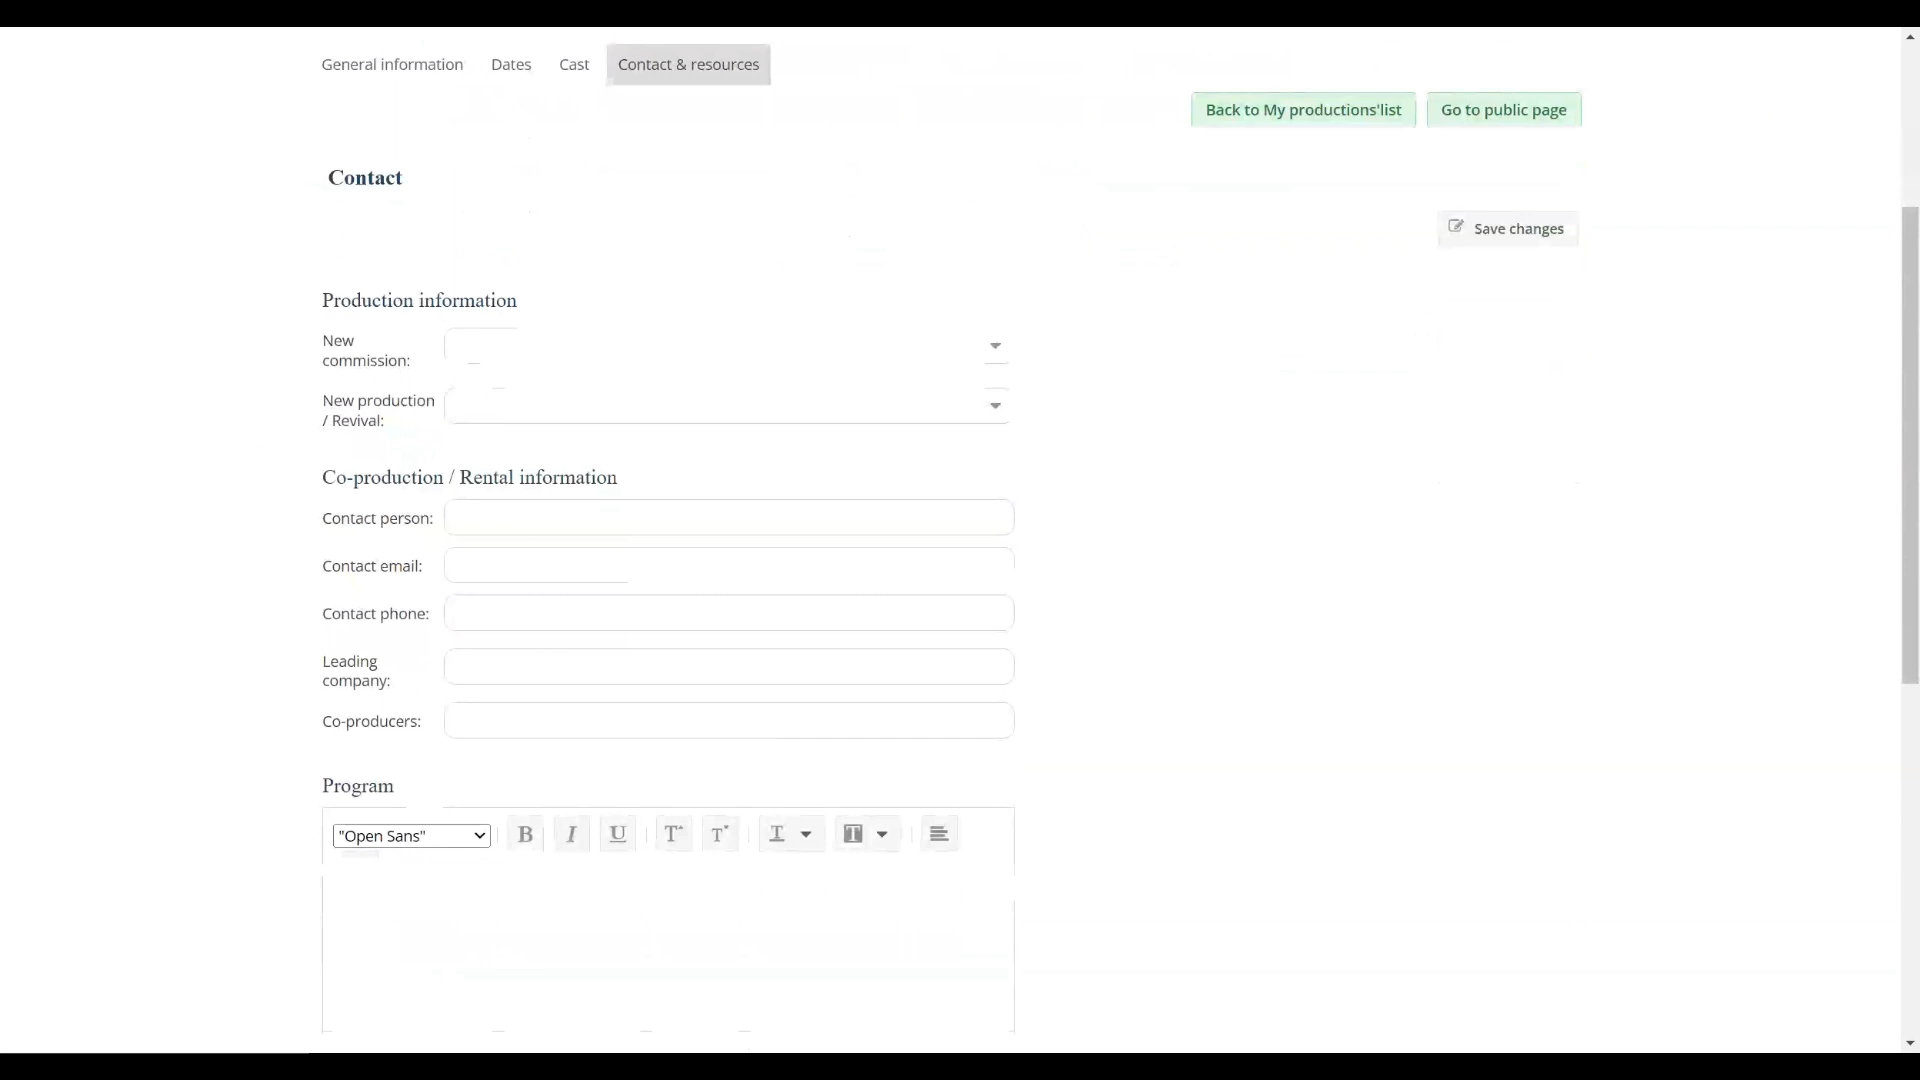 General information Dates Cast Contact & resources
Back to My productions'list Go to public page
Contact
Save changes
Production information
New
commission:
New production
/ Revival:
Co-production / Rental information
Contact person:
Contact email:
Contact phone:
Leading
company:
Co-producers:
Program
"Open Sans" B I U T T T T